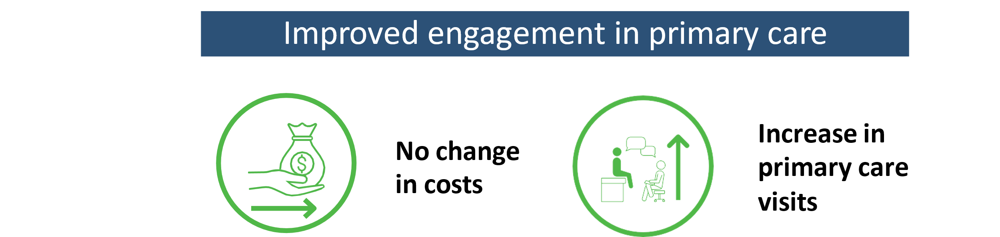 Improved engagement in primary care
No change
in costs
$
Increase in
primary care
visits